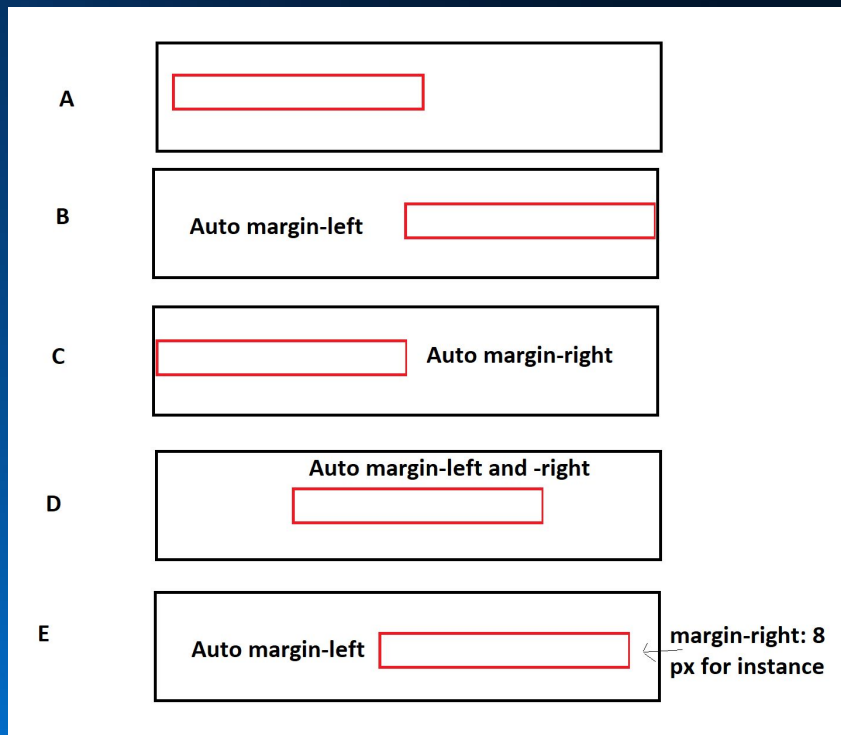 A
B
Auto margin-left
C
Auto margin-right
Auto margin-left and -right
D
E
Auto margin-left
margin-right: 8
px for instance